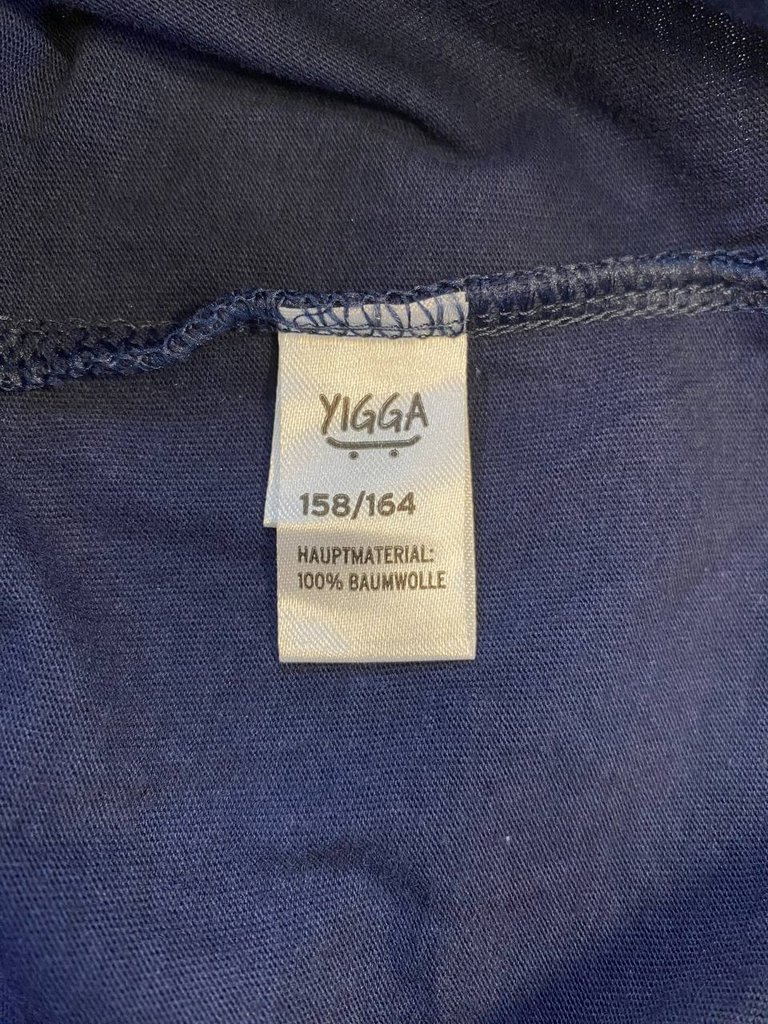 YIGGA
158/164
HAUPTMATERIAL:
100% BAUMWOLLE